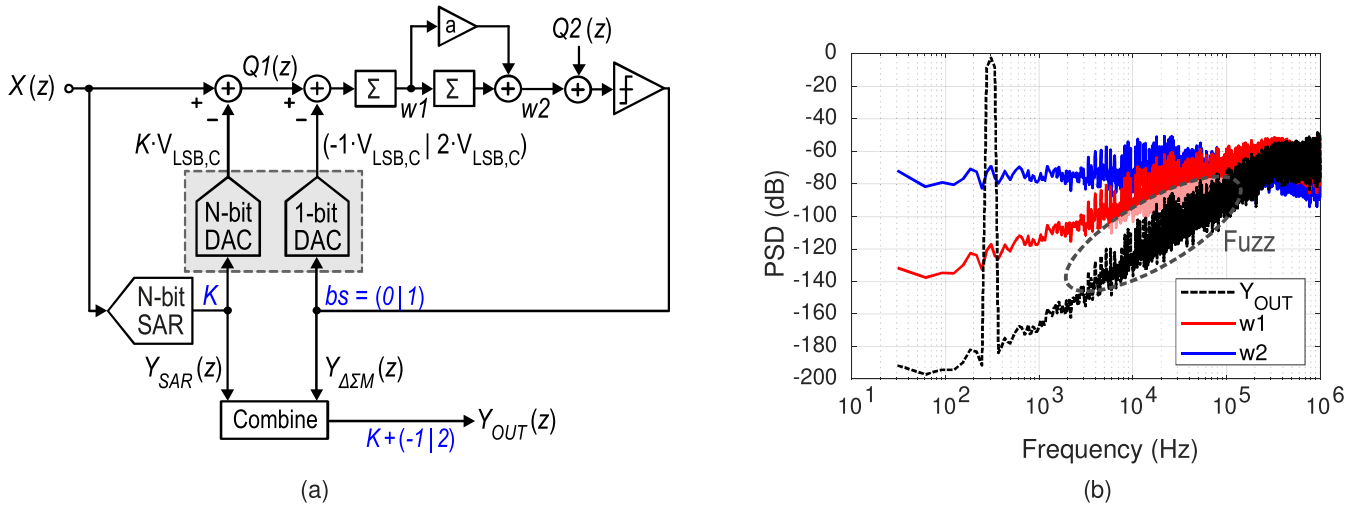 X(z)
Q1(z)
a
Σ
w1
Σ
w2
Q2(z)
+
+
+
+
+
−
+
−
K·V_LSB,C
(-1·V_LSB,C | 2·V_LSB,C)
N-bit DAC
1-bit DAC
N-bit SAR
K
bs = (0|1)
Y_SAR(z)
Y_ΔΣM(z)
Combine
K+(-1|2)
Y_OUT(z)
(a)
PSD (dB)
0
-20
-40
-60
-80
-100
-120
-140
-160
-180
-200
Fuzz
Y_OUT
w1
w2
10^1
10^2
10^3
10^4
10^5
10^6
Frequency (Hz)
(b)